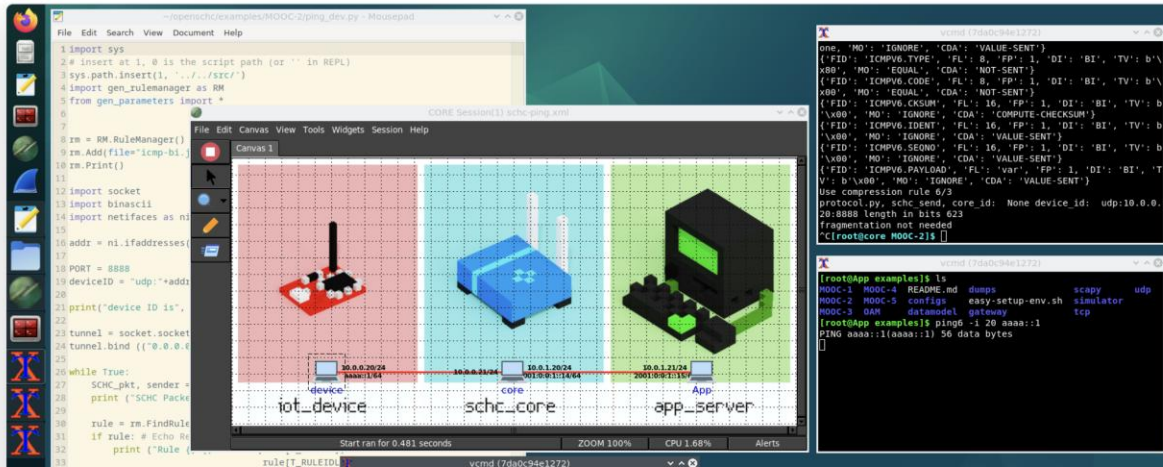 ~/openschc/examples/MOOC-2/ping_dev.py - Mousepad
File Edit Search View Document Help
1 import sys
2 # insert at 1, 0 is the script path (or '' in REPL)
3 sys.path.insert(1, '../../src/')
4 import gen_rulemanager as RM
5 from gen_parameters import *
6
7
8 rm = RM.RuleManager()
9 rm.Add(file="icmp-bi.j
10 rm.Print()
11
12 import socket
13 import binascii
14 import netifaces as ni
15
16 addr = ni.ifaddresses(
17
18 PORT = 8888
19 deviceID = "udp:"+addr
20
21 print("device ID is",
22
23 tunnel = socket.socket
24 tunnel.bind (("0.0.0.0
25
26 while True:
27 SCHC_pkt, sender =
28 print ("SCHC Packe
29
30 rule = rm.FindRule
31 if rule: # Echo Re
32 print ("Rule {
33 rule[T_RULEIDL
CORE Session(1) schc-ping.xml
File Edit Canvas View Tools Widgets Session Help
Canvas 1
10.0.0.20/24
aaaa::1/64
10.0.0.21/24
10.0.1.20/24
10.0.1.21/24
device
core
App
iot_device
schc_core
app_server
Start ran for 0.481 seconds
ZOOM 100%
CPU 1.68%
Alerts
vcmd (7da0c94e1272)
vcmd (7da0c94e1272)
one, 'MO': 'IGNORE', 'CDA': 'VALUE-SENT'}
{'FID': 'ICMPV6.TYPE', 'FL': 8, 'FP': 1, 'DI': 'BI', 'TV': b'\
x80', 'MO': 'EQUAL', 'CDA': 'NOT-SENT'}
{'FID': 'ICMPV6.CODE', 'FL': 8, 'FP': 1, 'DI': 'BI', 'TV': b'\
x00', 'MO': 'EQUAL', 'CDA': 'NOT-SENT'}
{'FID': 'ICMPV6.CKSUM', 'FL': 16, 'FP': 1, 'DI': 'BI', 'TV': b
'\x00', 'MO': 'IGNORE', 'CDA': 'COMPUTE-CHECKSUM'}
{'FID': 'ICMPV6.IDENT', 'FL': 16, 'FP': 1, 'DI': 'BI', 'TV': b
'\x00', 'MO': 'IGNORE', 'CDA': 'VALUE-SENT'}
{'FID': 'ICMPV6.SEQNO', 'FL': 16, 'FP': 1, 'DI': 'BI', 'TV': b
'\x00', 'MO': 'IGNORE', 'CDA': 'VALUE-SENT'}
{'FID': 'ICMPV6.PAYLOAD', 'FL': 'var', 'FP': 1, 'DI': 'BI', 'T
V': b'\x00', 'MO': 'IGNORE', 'CDA': 'VALUE-SENT'}
Use compression rule 6/3
protocol.py, schc_send, core_id: None device_id: udp:10.0.0.
20:8888 length in bits 623
fragmentation not needed
^C[root@core MOOC-2]$
vcmd (7da0c94e1272)
[root@App examples]$ ls
MOOC-1 MOOC-4 README.md dumps scapy udp
MOOC-2 MOOC-5 configs easy-setup-env.sh simulator
MOOC-3 OAM datamodel gateway tcp
[root@App examples]$ ping6 -i 20 aaaa::1
PING aaaa::1(aaaa::1) 56 data bytes